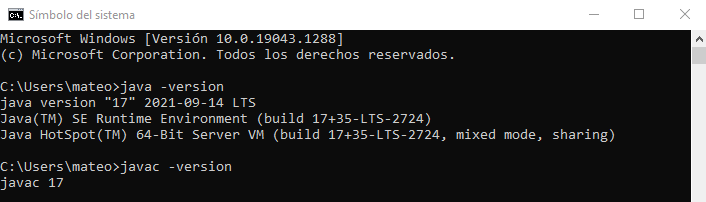 Símbolo del sistema
Microsoft Windows [Versión 10.0.19043.1288]
(c) Microsoft Corporation. Todos los derechos reservados.
C:\Users\mateo>java -version
java version "17" 2021-09-14 LTS
Java(TM) SE Runtime Environment (build 17+35-LTS-2724)
Java HotSpot(TM) 64-Bit Server VM (build 17+35-LTS-2724, mixed mode, sharing)
C:\Users\mateo>javac -version
javac 17